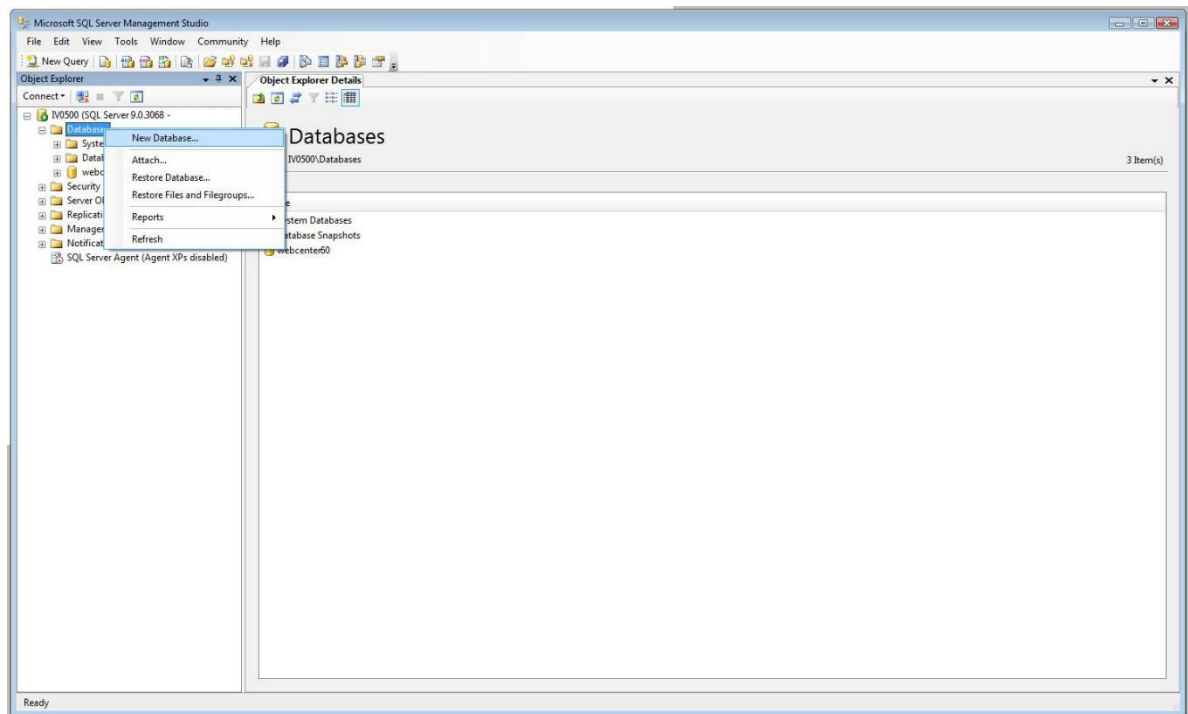 Microsoft SQL Server Management Studio
File Edit View Tools Window Community Help
New Query
Object Explorer
Connect
IV0500 (SQL Server 9.0.3068 -
Database
Syste
Datab
webc
Security
Server O
Replicati
Manage
Notificat
SQL Server Agent (Agent XPs disabled)
New Database...
Attach...
Restore Database...
Restore Files and Filegroups...
Reports
Refresh
Object Explorer Details
Databases
IV0500\Databases
3 Item(s)
e
stem Databases
atabase Snapshots
webcenter60
Ready